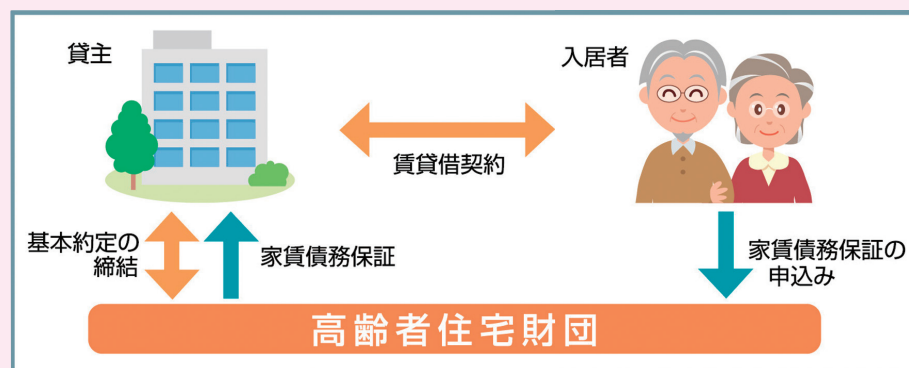 貸主
入居者
賃貸借契約
基本約定の
締結
家賃債務保証
家賃債務保証の
申込み
高齢者住宅財団